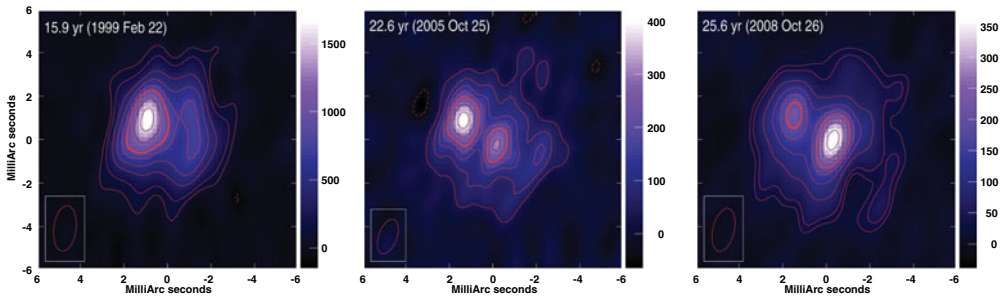 15.9 yr (1999 Feb 22)
22.6 yr (2005 Oct 25)
25.6 yr (2008 Oct 26)
MilliArc seconds
6
4
2
0
-2
-4
-6
6 4 2 0 -2 -4 -6
MilliArc seconds
1500
1000
500
0
6 4 2 0 -2 -4 -6
MilliArc seconds
400
300
200
100
0
6 4 2 0 -2 -4 -6
MilliArc seconds
350
300
250
200
150
100
50
0